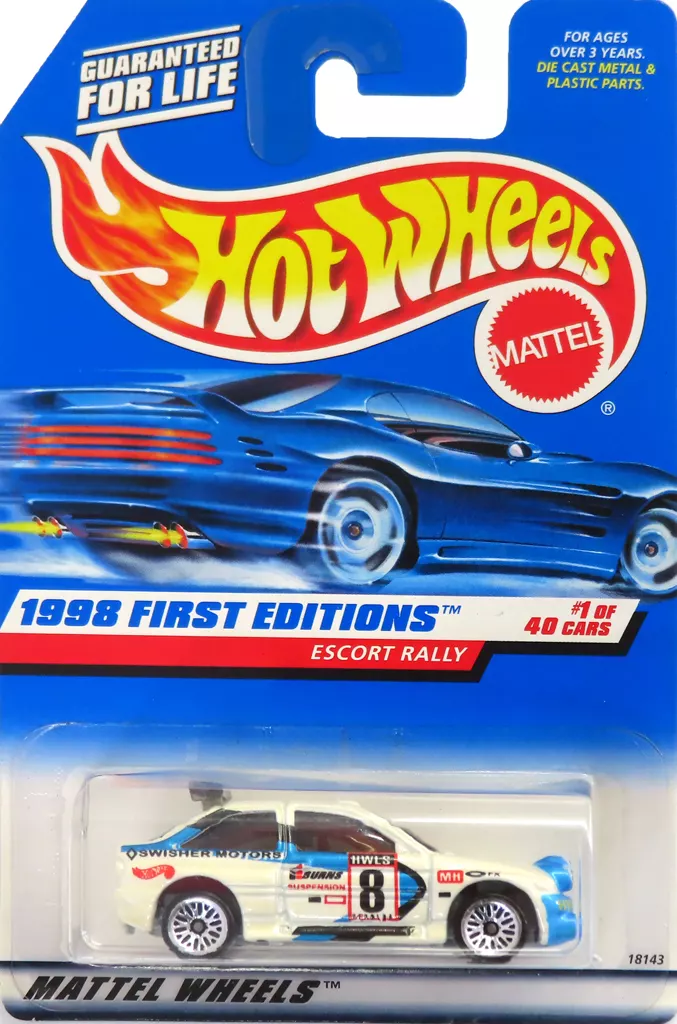 GUARANTEED
FOR LIFE
FOR AGES
OVER 3 YEARS.
DIE CAST METAL &
PLASTIC PARTS.
HOT WHEELS
MATTEL
®
1998 FIRST EDITIONS™
#1 OF
40 CARS
ESCORT RALLY
SWISHER MOTORS
BURNS
SUSPENSION
HWLS
8
MH
18143
MATTEL WHEELS™